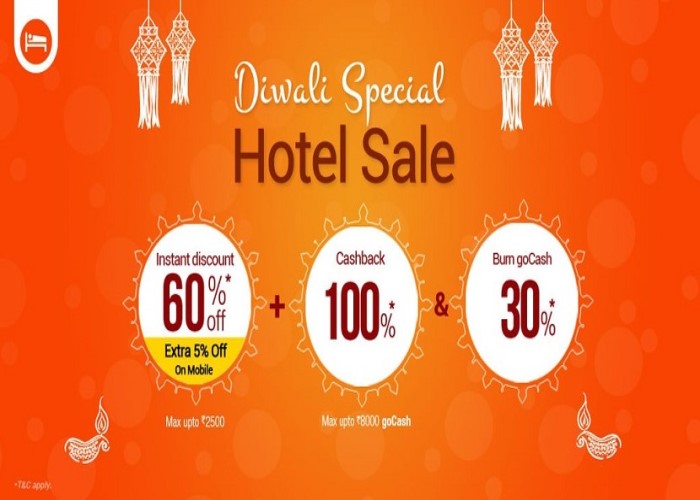 Diwali Special
Hotel Sale
Instant discount
60%* off
Extra 5% Off
On Mobile
Max upto ₹2500
+
Cashback
100%*
Max upto ₹8000 goCash
&
Burn goCash
30%*
*T&C apply.